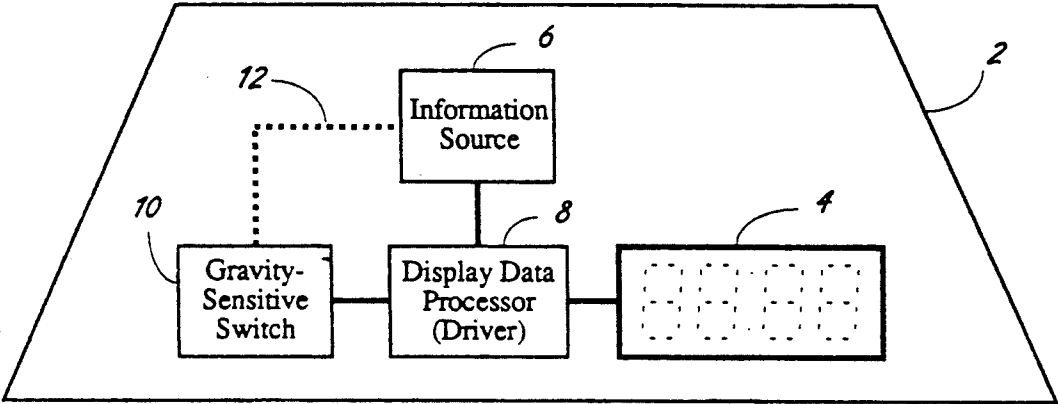 6
2
12
Information
Source
10
8
4
Gravity-
Sensitive
Switch
Display Data
Processor
(Driver)